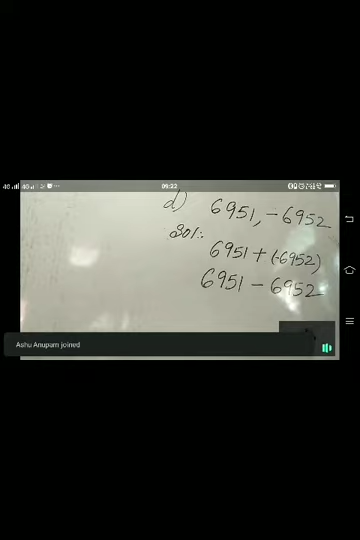 09:32
d) 6951, -6952
Sol:.
6951 + (-6952)
6951 - 6952
Ashu Anupam joined